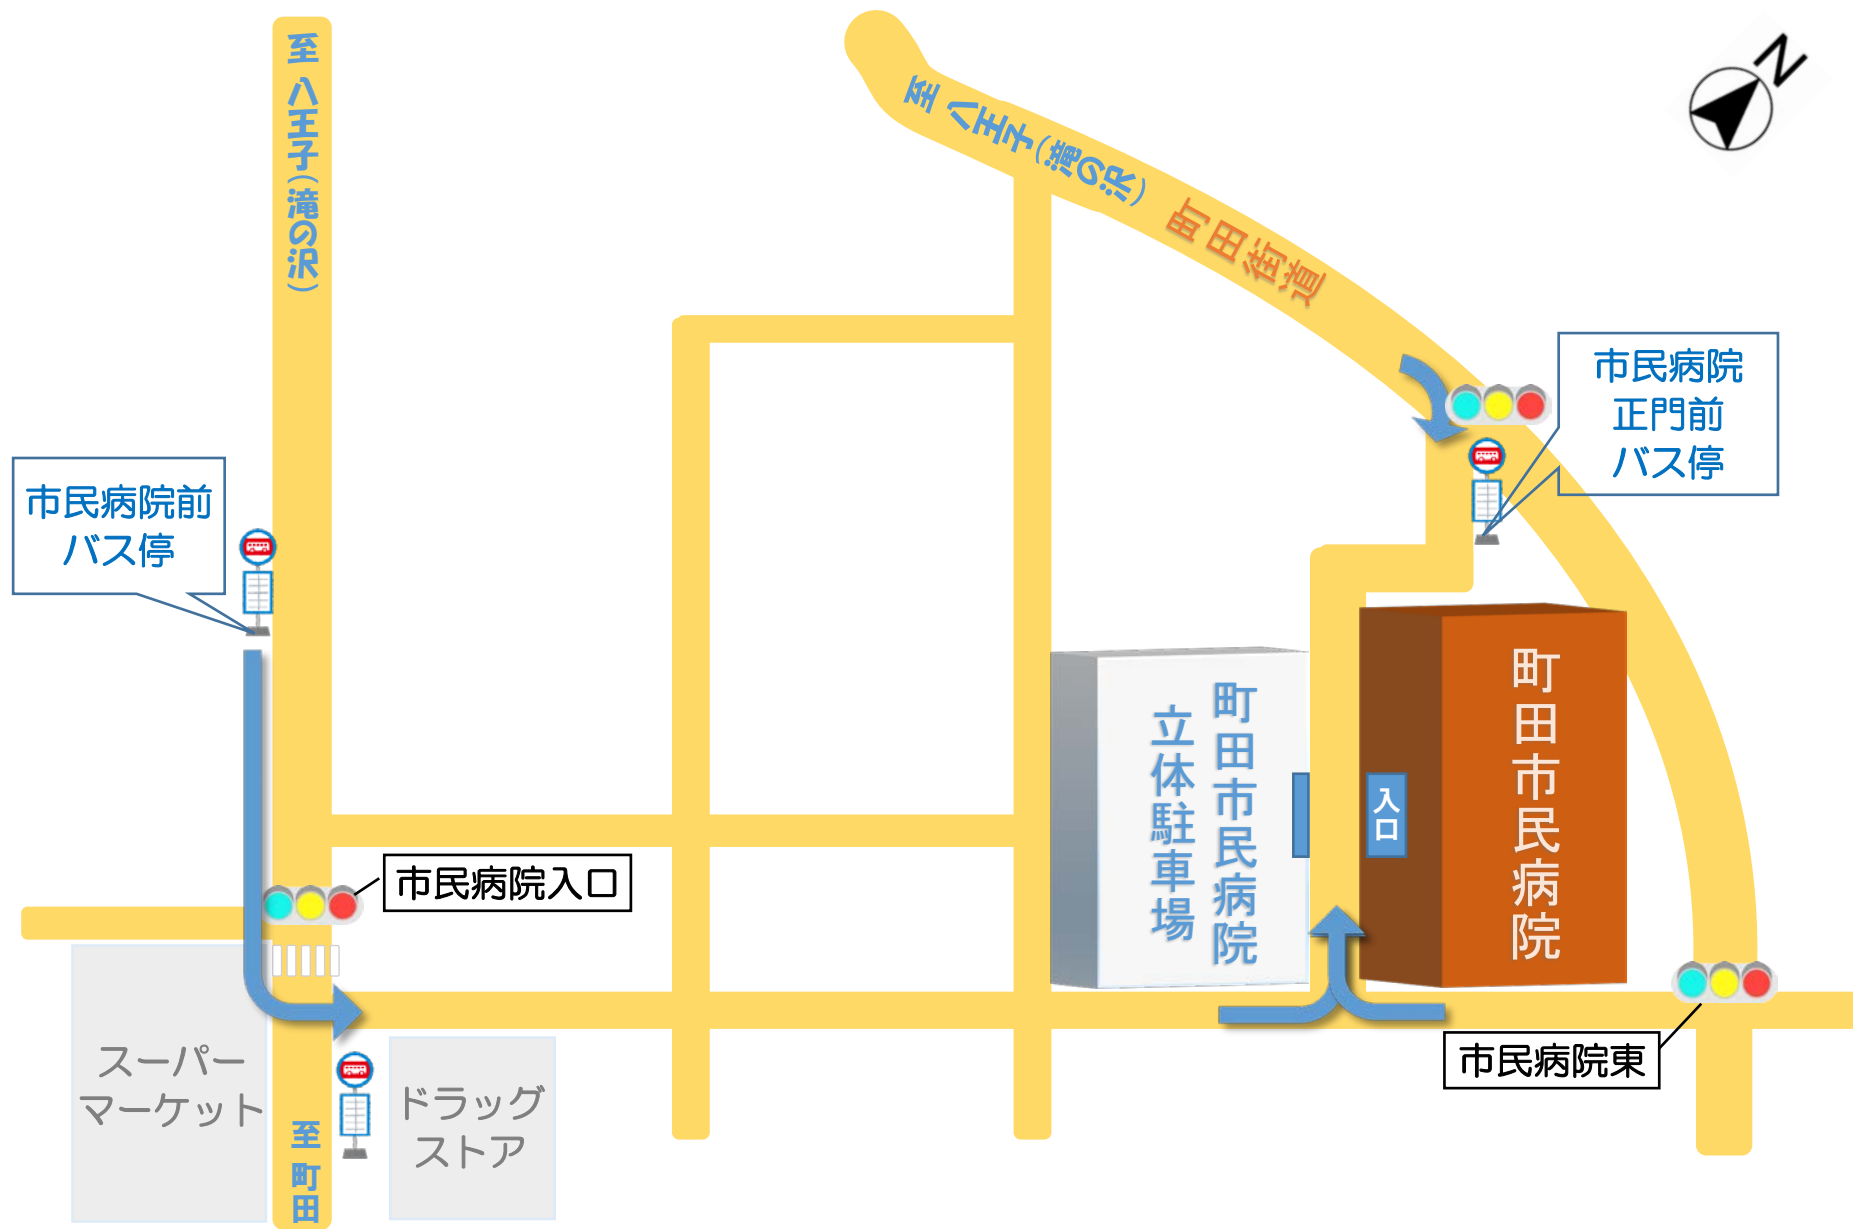 至 八王子(滝の沢)
至 八王子(滝の沢)
町田街道
N
市民病院
正門前
バス停
市民病院前
バス停
町田市民病院
立体駐車場
入口
町田市民病院
市民病院入口
市民病院東
スーパー
マーケット
ドラッグ
ストア
至 町田